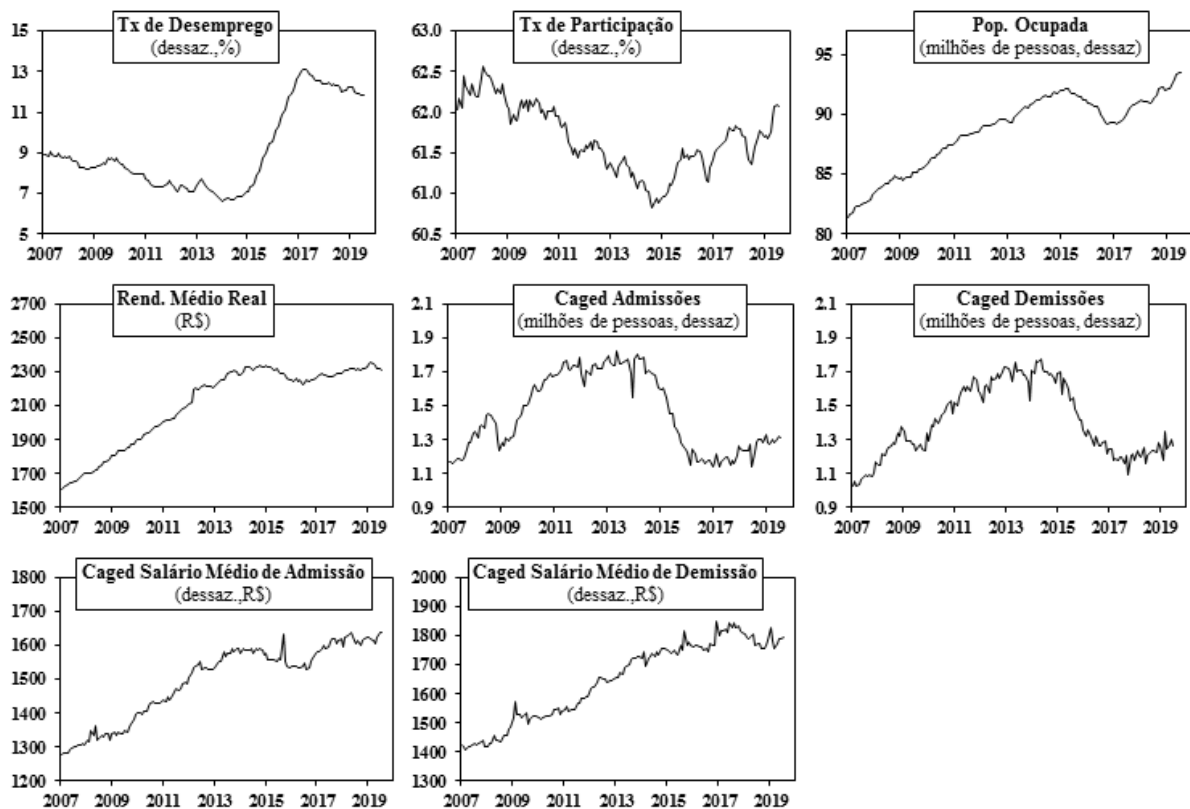 Tx de Desemprego
(dessaz.,%)
15
13
11
9
7
5
2007 2009 2011 2013 2015 2017 2019
Tx de Participação
(dessaz.,%)
63.0
62.5
62.0
61.5
61.0
60.5
2007 2009 2011 2013 2015 2017 2019
Pop. Ocupada
(milhões de pessoas, dessaz)
95
90
85
80
2007 2009 2011 2013 2015 2017 2019
Rend. Médio Real
(R$)
2700
2500
2300
2100
1900
1700
1500
2007 2009 2011 2013 2015 2017 2019
Caged Admissões
(milhões de pessoas, dessaz)
2.1
1.9
1.7
1.5
1.3
1.1
0.9
2007 2009 2011 2013 2015 2017 2019
Caged Demissões
(milhões de pessoas, dessaz)
2.1
1.9
1.7
1.5
1.3
1.1
0.9
2007 2009 2011 2013 2015 2017 2019
Caged Salário Médio de Admissão
(dessaz.,R$)
1800
1700
1600
1500
1400
1300
1200
2007 2009 2011 2013 2015 2017 2019
Caged Salário Médio de Demissão
(dessaz.,R$)
2000
1900
1800
1700
1600
1500
1400
1300
2007 2009 2011 2013 2015 2017 2019